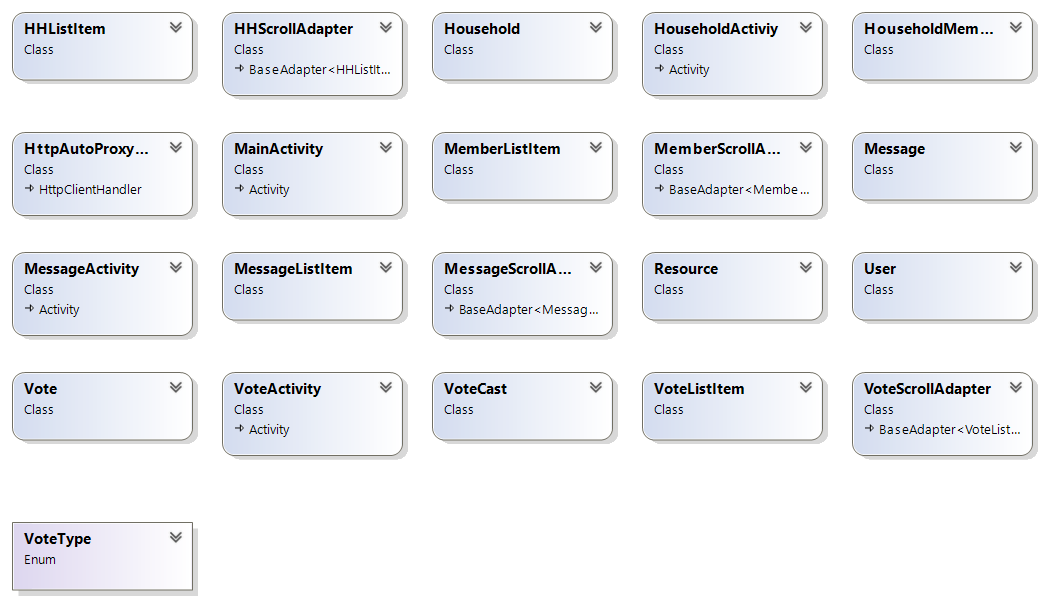 HHListItem
Class
HHScrollAdapter
Class
BaseAdapter<HHListIt...
Household
Class
HouseholdActiviy
Class
Activity
HouseholdMem...
Class
HttpAutoProxy...
Class
HttpClientHandler
MainActivity
Class
Activity
MemberListItem
Class
MemberScrollA...
Class
BaseAdapter<Membe...
Message
Class
MessageActivity
Class
Activity
MessageListItem
Class
MessageScrollA...
Class
BaseAdapter<Messag...
Resource
Class
User
Class
Vote
Class
VoteActivity
Class
Activity
VoteCast
Class
VoteListItem
Class
VoteScrollAdapter
Class
BaseAdapter<VoteList...
VoteType
Enum